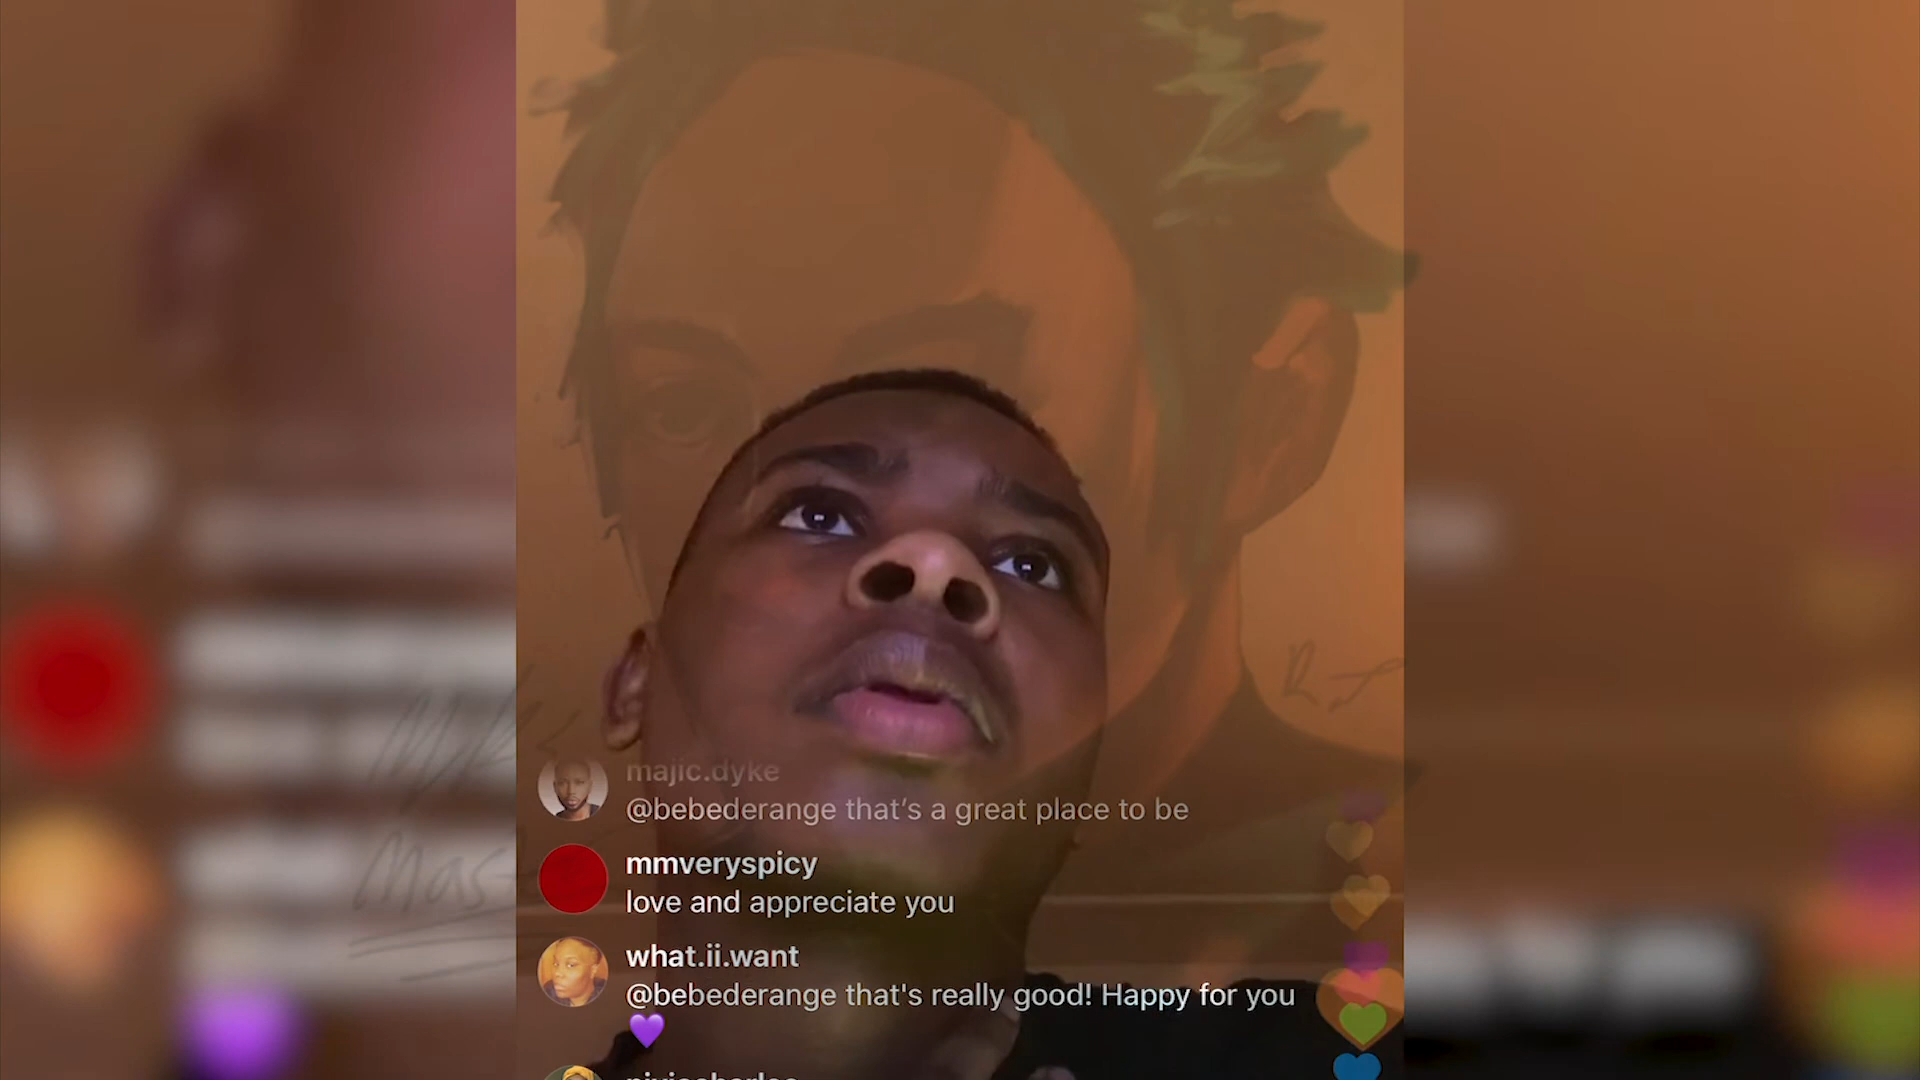 majic.dyke
@bebederange that’s a great place to be
mmveryspicy
love and appreciate you
what.ii.want
@bebederange that's really good! Happy for you
💜